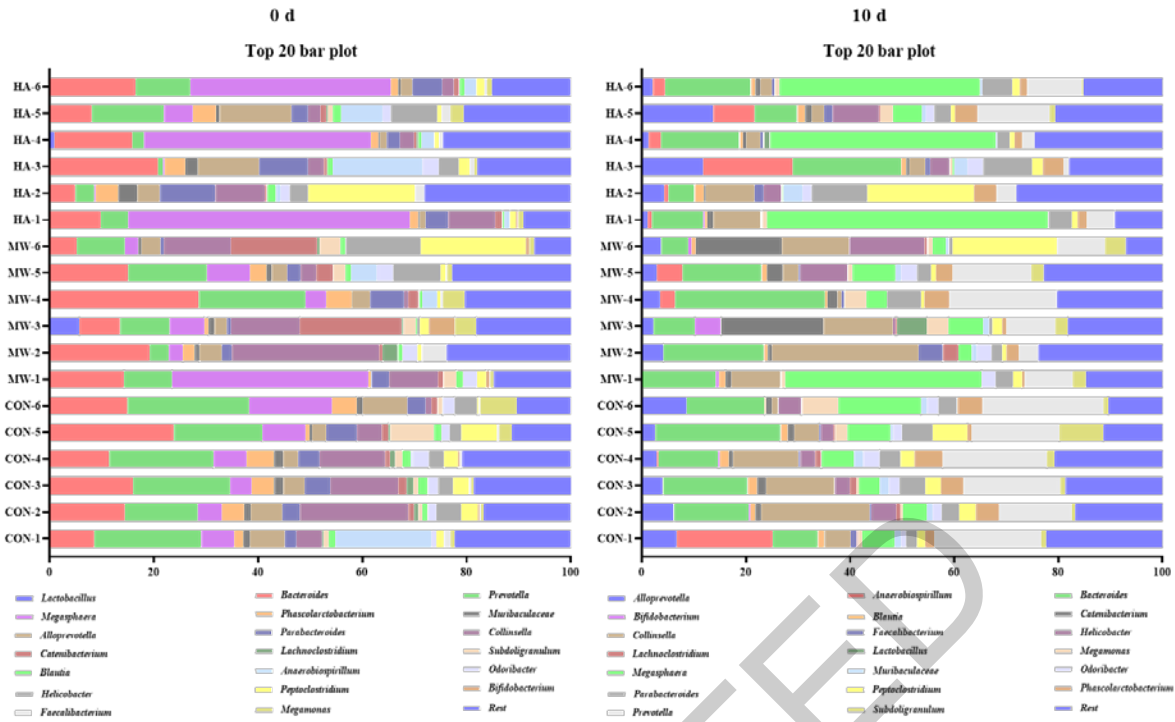 0 d
10 d
Top 20 bar plot
Top 20 bar plot
HA-6
HA-5
HA-4
HA-3
HA-2
HA-1
MW-6
MW-5
MW-4
MW-3
MW-2
MW-1
CON-6
CON-5
CON-4
CON-3
CON-2
CON-1
0 20 40 60 80 100
Lactobacillus Bacteroides Prevotella
Megasphaera Phascolarctobacterium Muribaculaceae
Alloprevotella Parabacteroides Collinsella
Catenibacterium Lachnoclostridium Subdoligranulum
Blautia Anaerobiospirillum Odoribacter
Helicobacter Peptoclostridium Bifidobacterium
Faecalibacterium Megamonas Rest
HA-6
HA-5
HA-4
HA-3
HA-2
HA-1
MW-6
MW-5
MW-4
MW-3
MW-2
MW-1
CON-6
CON-5
CON-4
CON-3
CON-2
CON-1
0 20 40 60 80 100
Alloprevotella Anaerobiospirillum Bacteroides
Bifidobacterium Blautia Catenibacterium
Collinsella Faecalibacterium Helicobacter
Lachnoclostridium Lactobacillus Megamonas
Megasphaera Muribaculaceae Odoribacter
Parabacteroides Peptoclostridium Phascolarctobacterium
Prevotella Subdoligranulum Rest